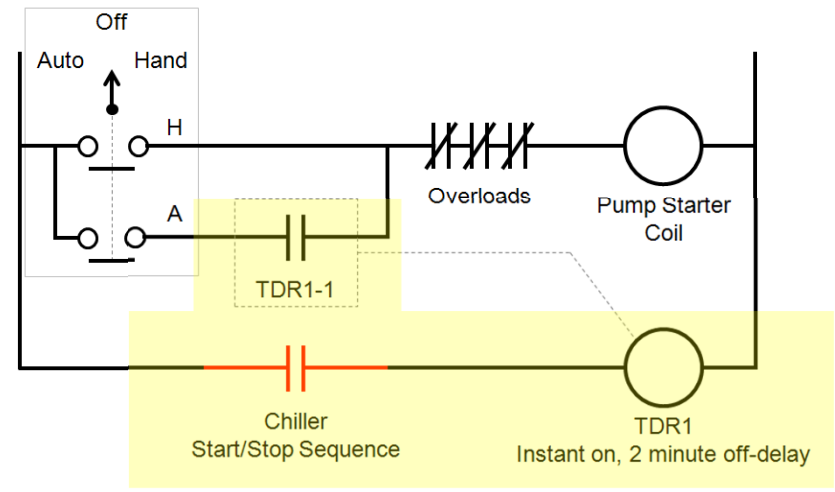 Off
Auto Hand
H
Overloads
Pump Starter
Coil
A
TDR1-1
Chiller
Start/Stop Sequence
TDR1
Instant on, 2 minute off-delay